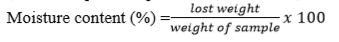 Moisture content (%) = lost weight / weight of sample x 100